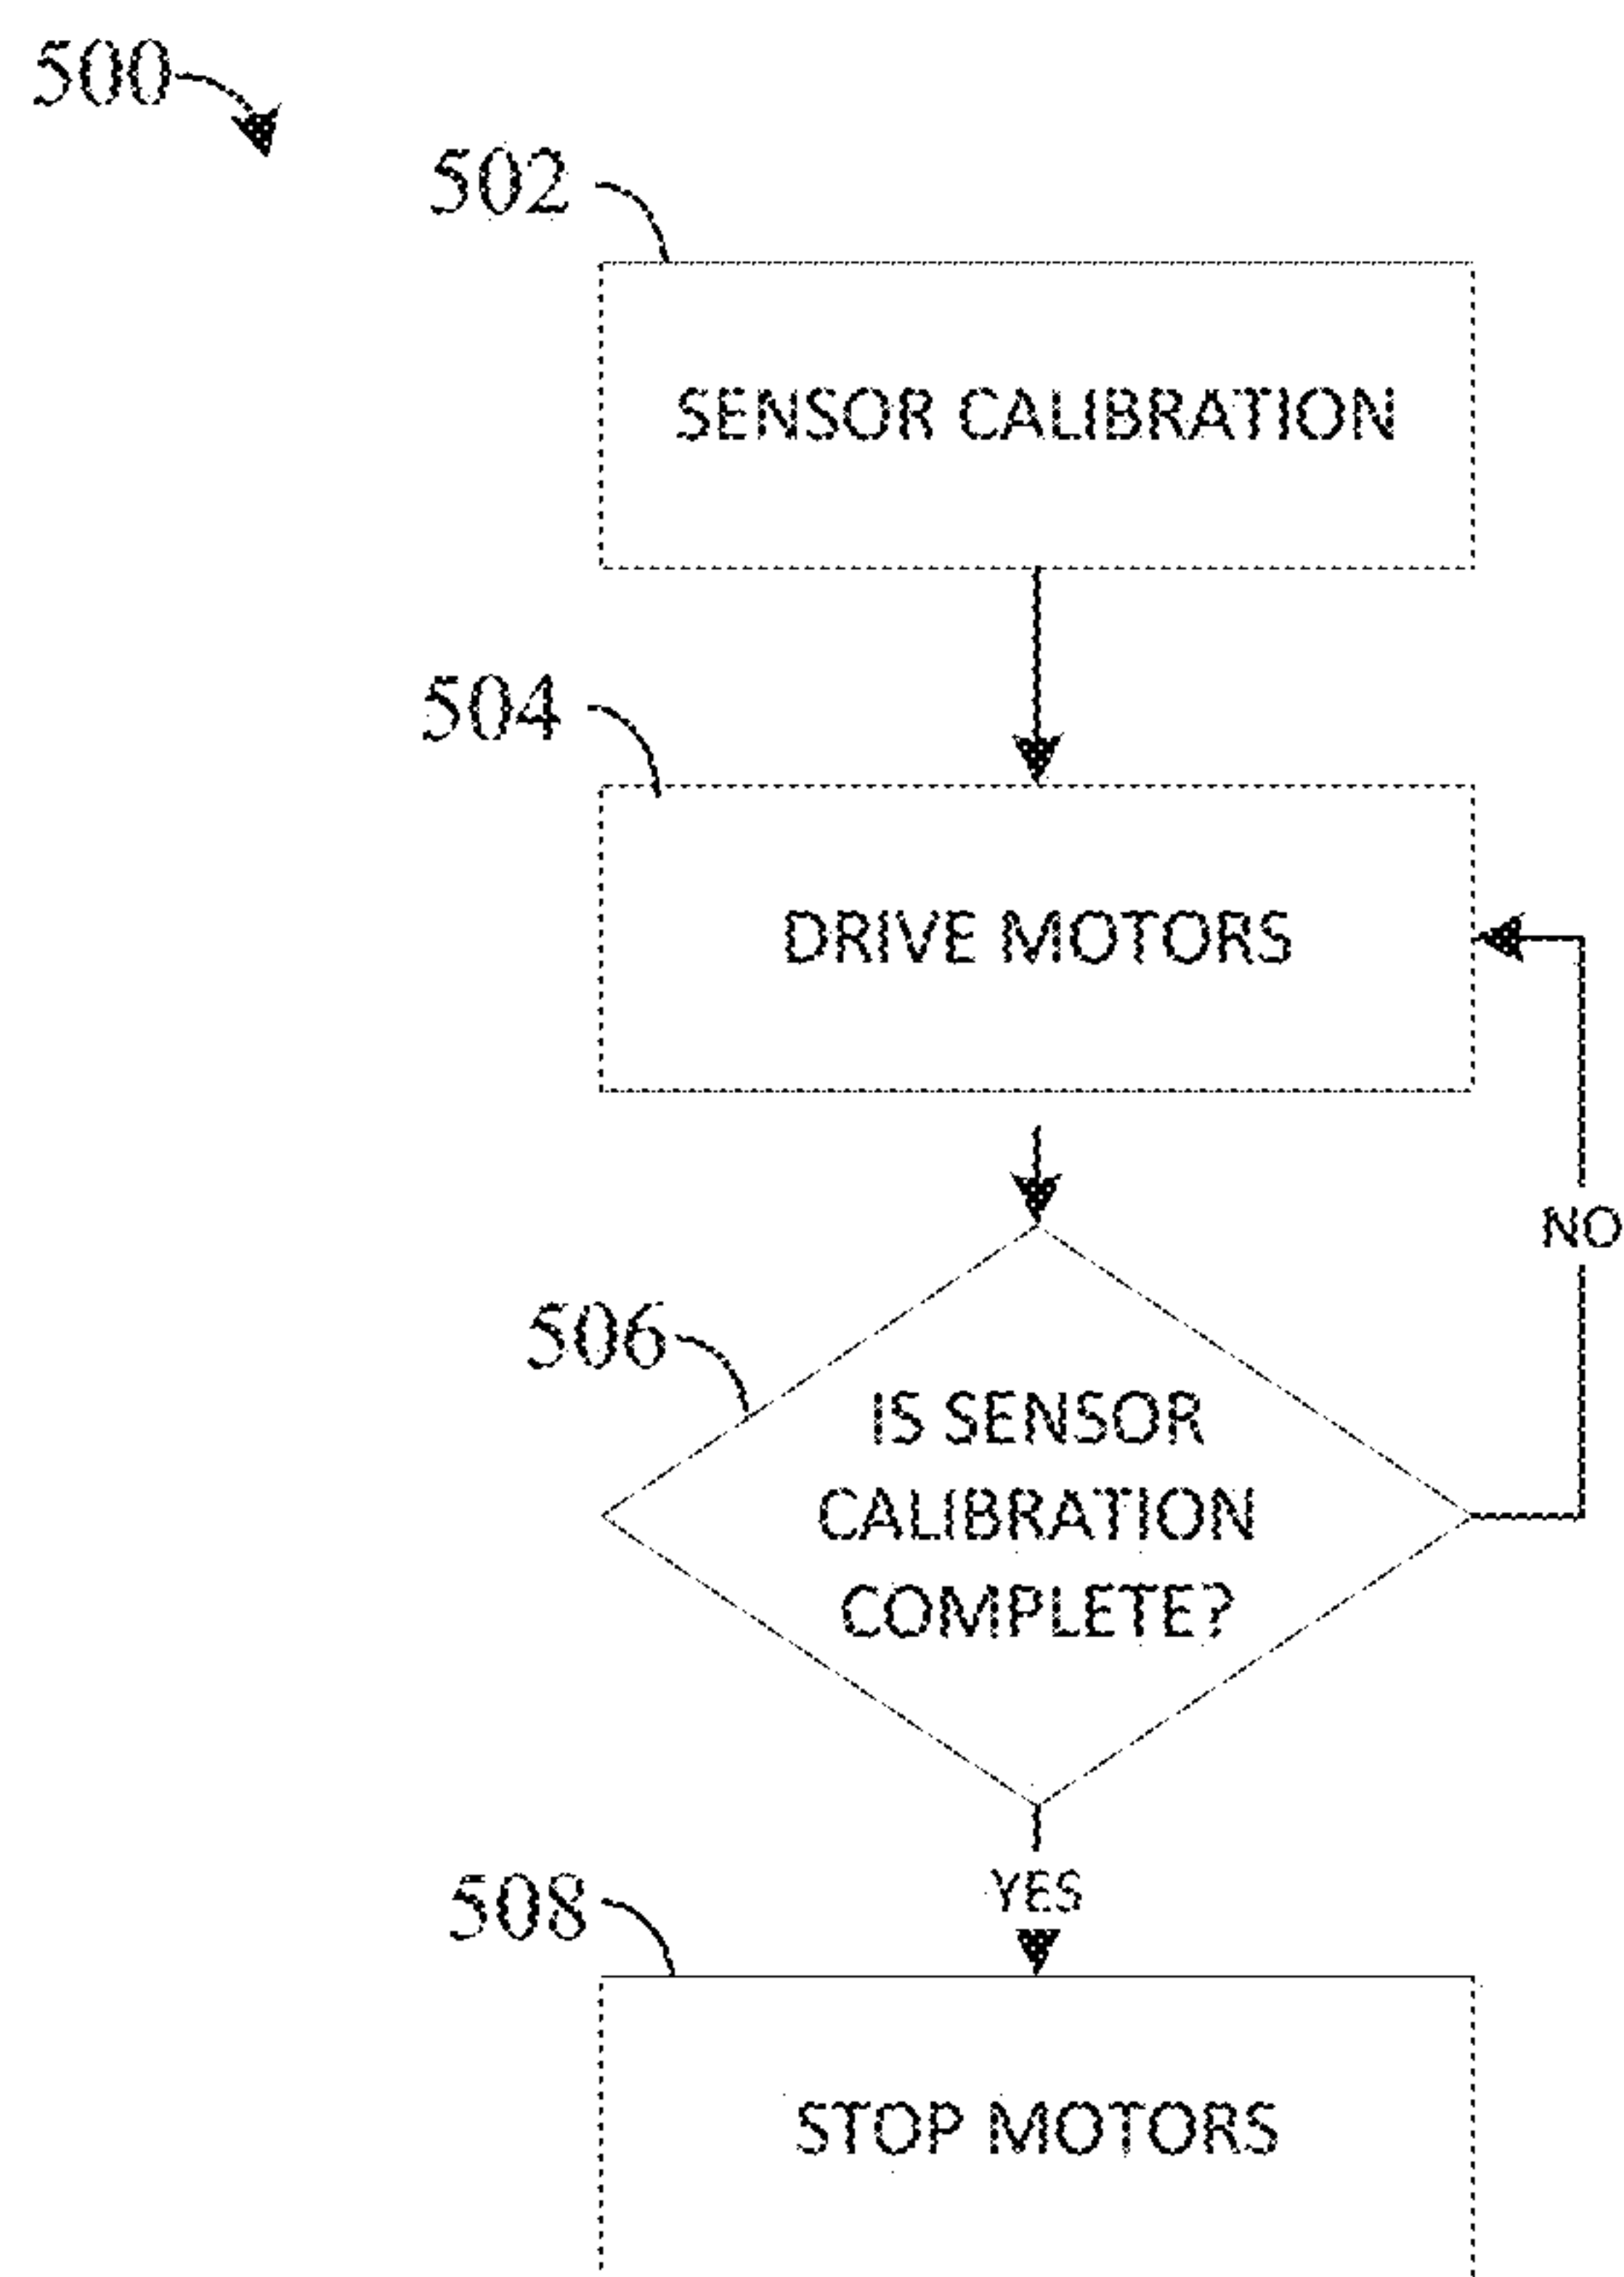 500
502
SENSOR CALIBRATION
504
DRIVE MOTORS
NO
506
IS SENSOR
CALIBRATION
COMPLETE?
YES
508
STOP MOTORS